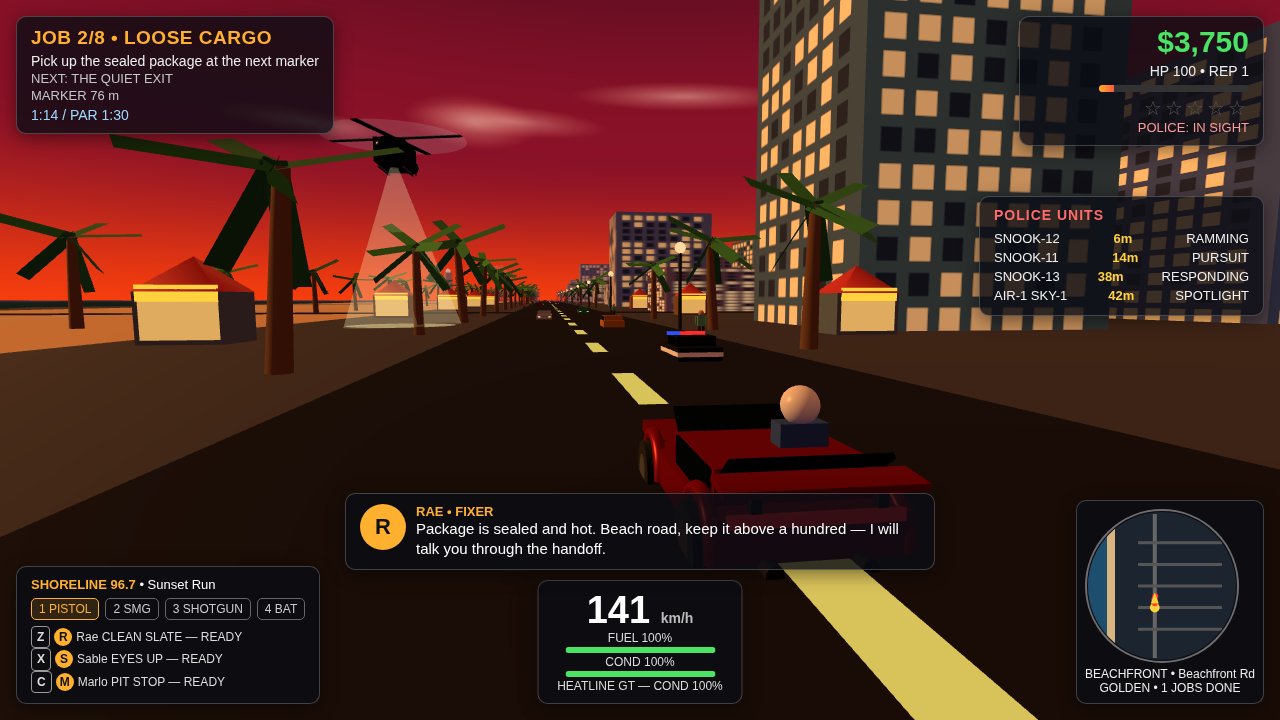 JOB 2/8 • LOOSE CARGO
Pick up the sealed package at the next marker
NEXT: THE QUIET EXIT
MARKER 76 m
1:14 / PAR 1:30
$3,750
HP 100 • REP 1
☆☆☆☆☆
POLICE: IN SIGHT
POLICE UNITS
SNOOK-12 6m RAMMING
SNOOK-11 14m PURSUIT
SNOOK-13 38m RESPONDING
AIR-1 SKY-1 42m SPOTLIGHT
R
RAE • FIXER
Package is sealed and hot. Beach road, keep it above a hundred — I will
talk you through the handoff.
SHORELINE 96.7 • Sunset Run
1 PISTOL 2 SMG 3 SHOTGUN 4 BAT
Z R Rae CLEAN SLATE — READY
X S Sable EYES UP — READY
C M Marlo PIT STOP — READY
141 km/h
FUEL 100%
COND 100%
HEATLINE GT — COND 100%
BEACHFRONT • Beachfront Rd
GOLDEN • 1 JOBS DONE